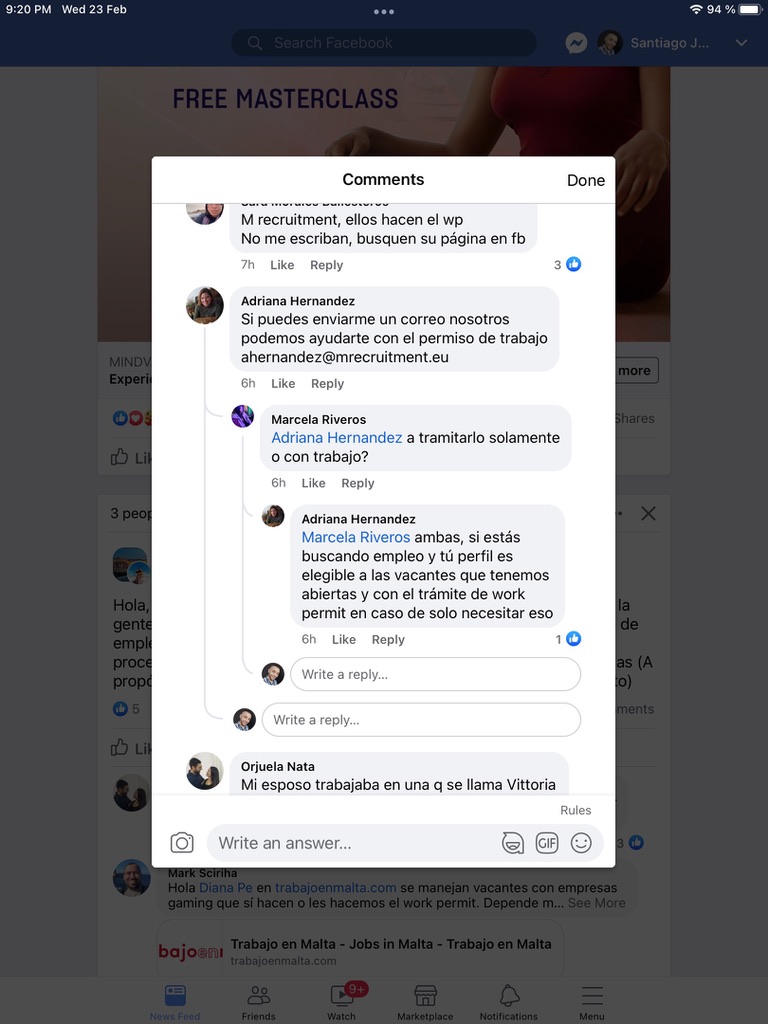 9:20 PM Wed 23 Feb
94 %
Search Facebook
Santiago J...
FREE MASTERCLASS
Comments
Done
Sara Morales Ballesteros
M recruitment, ellos hacen el wp
No me escriban, busquen su página en fb
7h Like Reply
3
Adriana Hernandez
Si puedes enviarme un correo nosotros
podemos ayudarte con el permiso de trabajo
ahernandez@mrecruitment.eu
6h Like Reply
MINDV
Experi
more
Shares
Lik
Marcela Riveros
Adriana Hernandez a tramitarlo solamente
o con trabajo?
6h Like Reply
3 peop
Adriana Hernandez
Marcela Riveros ambas, si estás
buscando empleo y tú perfil es
elegible a las vacantes que tenemos
abiertas y con el trámite de work
permit en caso de solo necesitar eso
6h Like Reply
1
Hola,
la
gente
de
emple
proce
as (A
propó
to)
5
ments
Write a reply...
Write a reply...
Lik
Orjuela Nata
Mi esposo trabajaba en una q se llama Vittoria
Rules
Write an answer...
GIF
3
Mark Sciriha
Hola Diana Pe en trabajoenmalta.com se manejan vacantes con empresas
gaming que sí hacen o les hacemos el work permit. Depende m... See More
bajoenı
Trabajo en Malta - Jobs in Malta - Trabajo en Malta
trabajoenmalta.com
9+
News Feed
Friends
Watch
Marketplace
Notifications
Menu